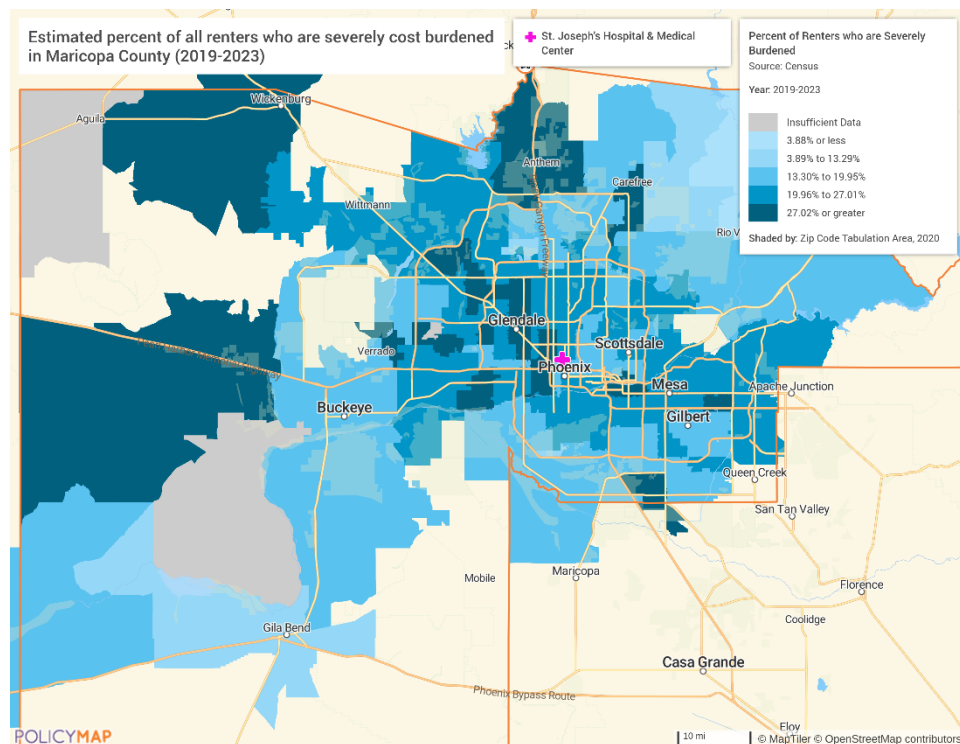 Estimated percent of all renters who are severely cost burdened
in Maricopa County (2019-2023)
St. Joseph's Hospital & Medical
Center
Percent of Renters who are Severely
Burdened
Source: Census
Year: 2019-2023
Insufficient Data
3.88% or less
3.89% to 13.29%
13.30% to 19.95%
19.96% to 27.01%
27.02% or greater
Shaded by: Zip Code Tabulation Area, 2020
Wickenburg
Aguila
Anthem
Carefree
Wittmann
Canyon Freeway
Rio V
Glendale
Scottsdale
Verrado
Phoenix
Mesa
Apache Junction
Buckeye
Gilbert
Queen Creek
San Tan Valley
Maricopa
Mobile
Florence
Coolidge
Gila Bend
Casa Grande
Phoenix Bypass Route
Eloy
10 mi
POLICYMAP
© MapTiler © OpenStreetMap contributors